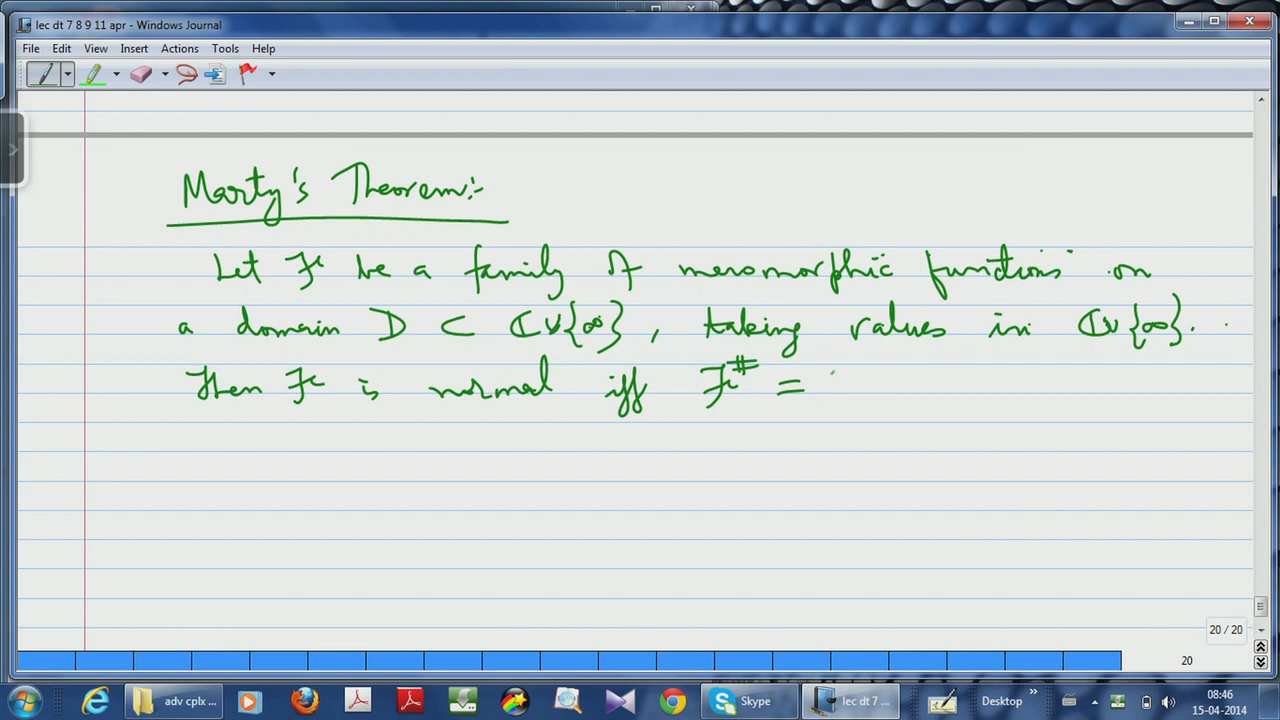 lec dt 7 8 9 11 apr - Windows Journal
File Edit View Insert Actions Tools Help
Marty's Theorem:-
Let ℱ be a family of meromorphic functions on
a domain D ⊂ ℂ∪{∞}, taking values in ℂ∪{∞}.
Then ℱ is normal iff ℱ^# =
20 / 20
20
adv cplx ...
Skype
lec dt 7 ...
Desktop
08:46
15-04-2014